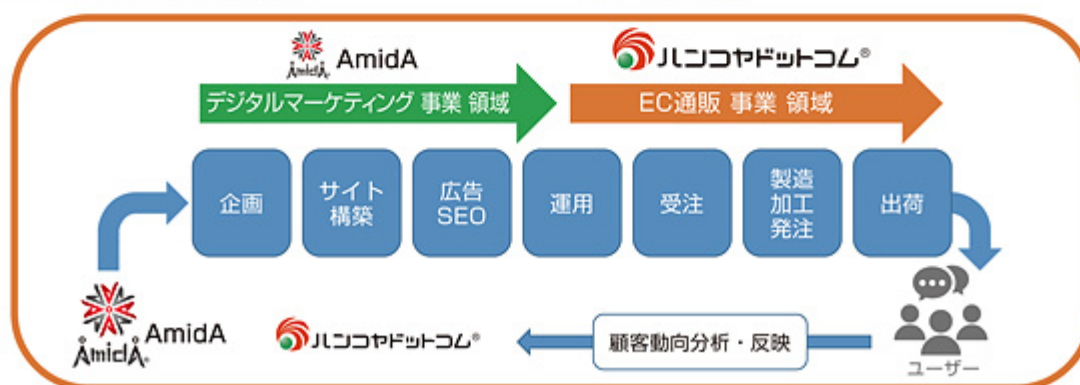 AmidA AmidA
ハンコヤドットコム®
デジタルマーケティング 事業 領域
EC通販 事業 領域
企画
サイト
構築
広告
SEO
運用
受注
製造
加工
発注
出荷
AmidA® AmidA
ハンコヤドットコム®
顧客動向分析・反映
ユーザー